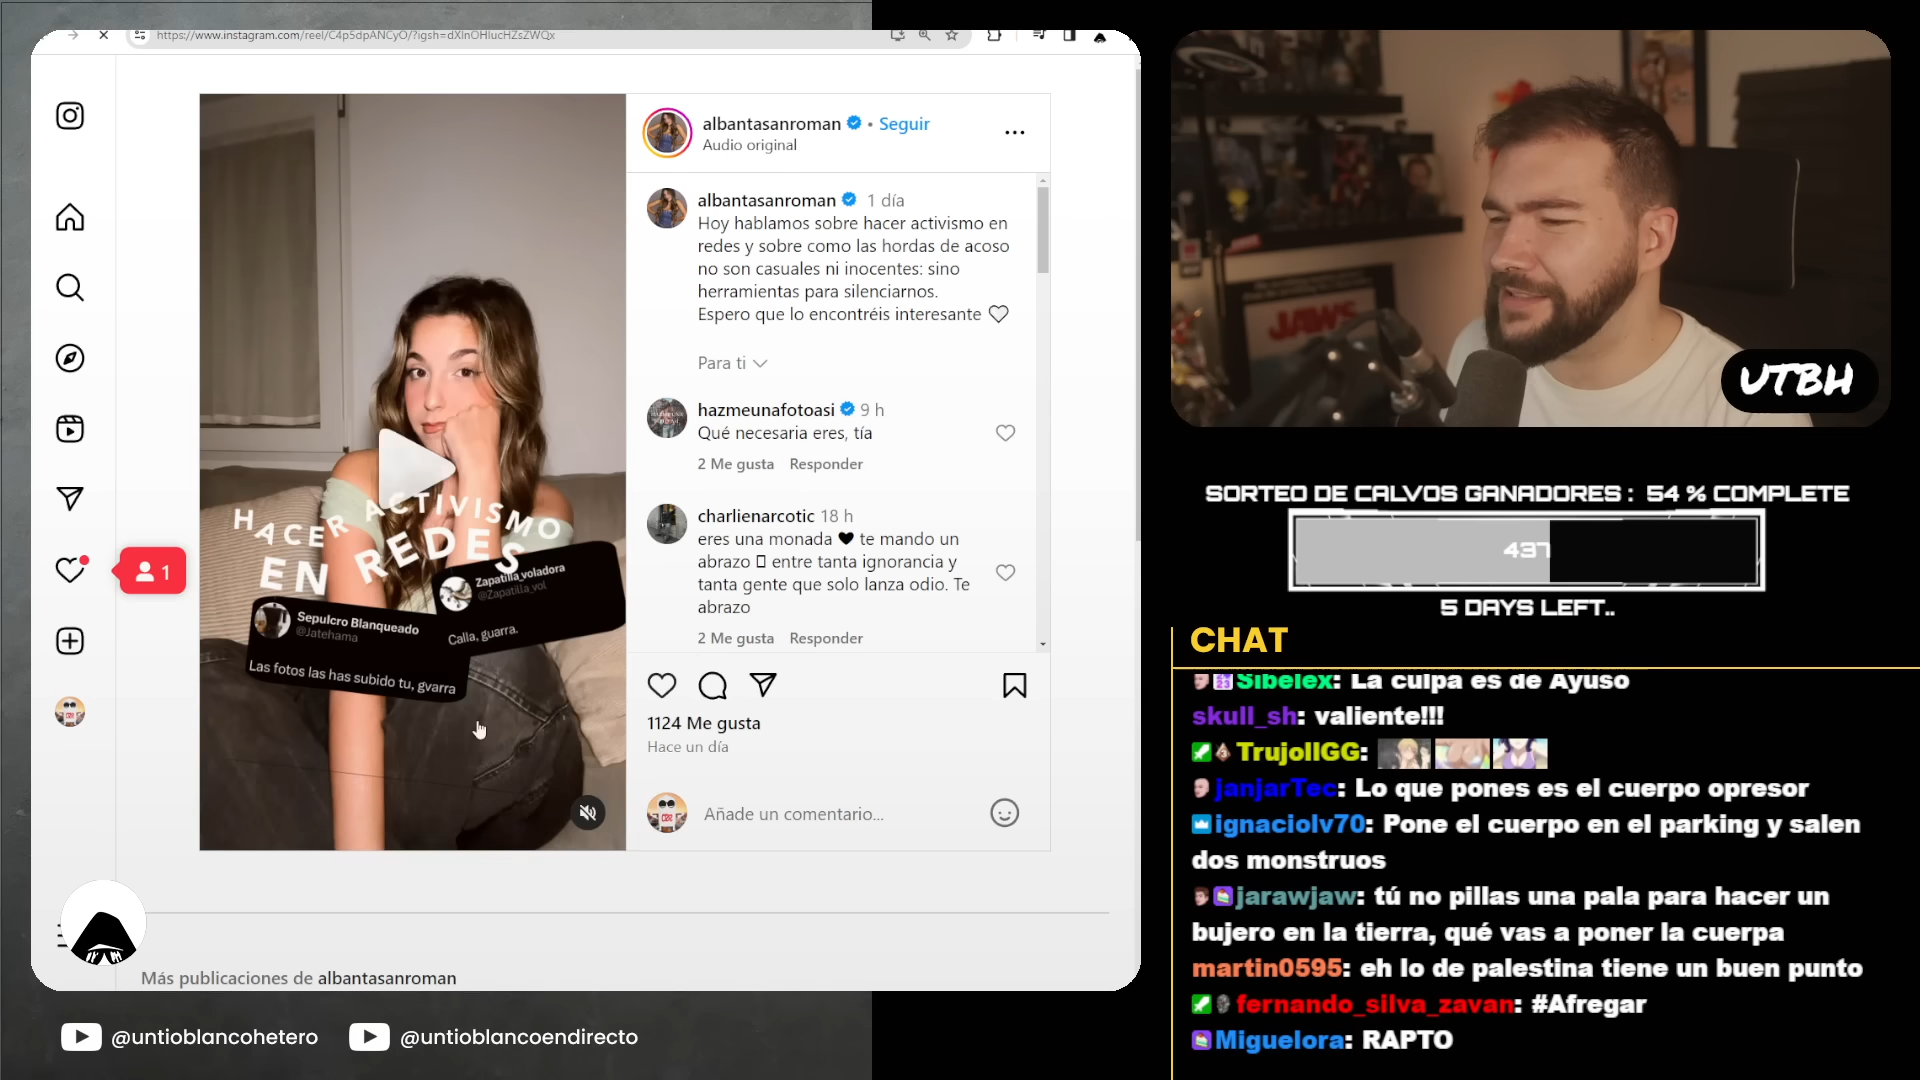 https://www.instagram.com/reel/C4p5dpANCyO/?igsh=dXlnOHlucHZsZWQx
albantasanroman • Seguir
Audio original
albantasanroman 1 día
Hoy hablamos sobre hacer activismo en
redes y sobre como las hordas de acoso
no son casuales ni inocentes: sino
herramientas para silenciarnos.
Espero que lo encontréis interesante
Para ti
hazmeunafotoasi 9 h
Qué necesaria eres, tía
2 Me gusta Responder
charlienarcotic 18 h
eres una monada 🖤 te mando un
abrazo entre tanta ignorancia y
tanta gente que solo lanza odio. Te
abrazo
2 Me gusta Responder
1124 Me gusta
Hace un día
Añade un comentario...
HACER ACTIVISMO
EN REDES
Zapatilla_voladora
@Zapatilla_vol
Calla, guarra.
Sepulcro Blanqueado
@Jatehama
Las fotos las has subido tu, gvarra
1
Más publicaciones de albantasanroman
@untioblancohetero
@untioblancoendirecto
JAWS
UTBH
SORTEO DE CALVOS GANADORES : 54 % COMPLETE
437
5 DAYS LEFT..
CHAT
Sibelex: La culpa es de Ayuso
skull_sh: valiente!!!
TrujollGG:
janjarTec: Lo que pones es el cuerpo opresor
ignaciolv70: Pone el cuerpo en el parking y salen
dos monstruos
jarawjaw: tú no pillas una pala para hacer un
bujero en la tierra, qué vas a poner la cuerpa
martin0595: eh lo de palestina tiene un buen punto
fernando_silva_zavan: #Afregar
Miguelora: RAPTO